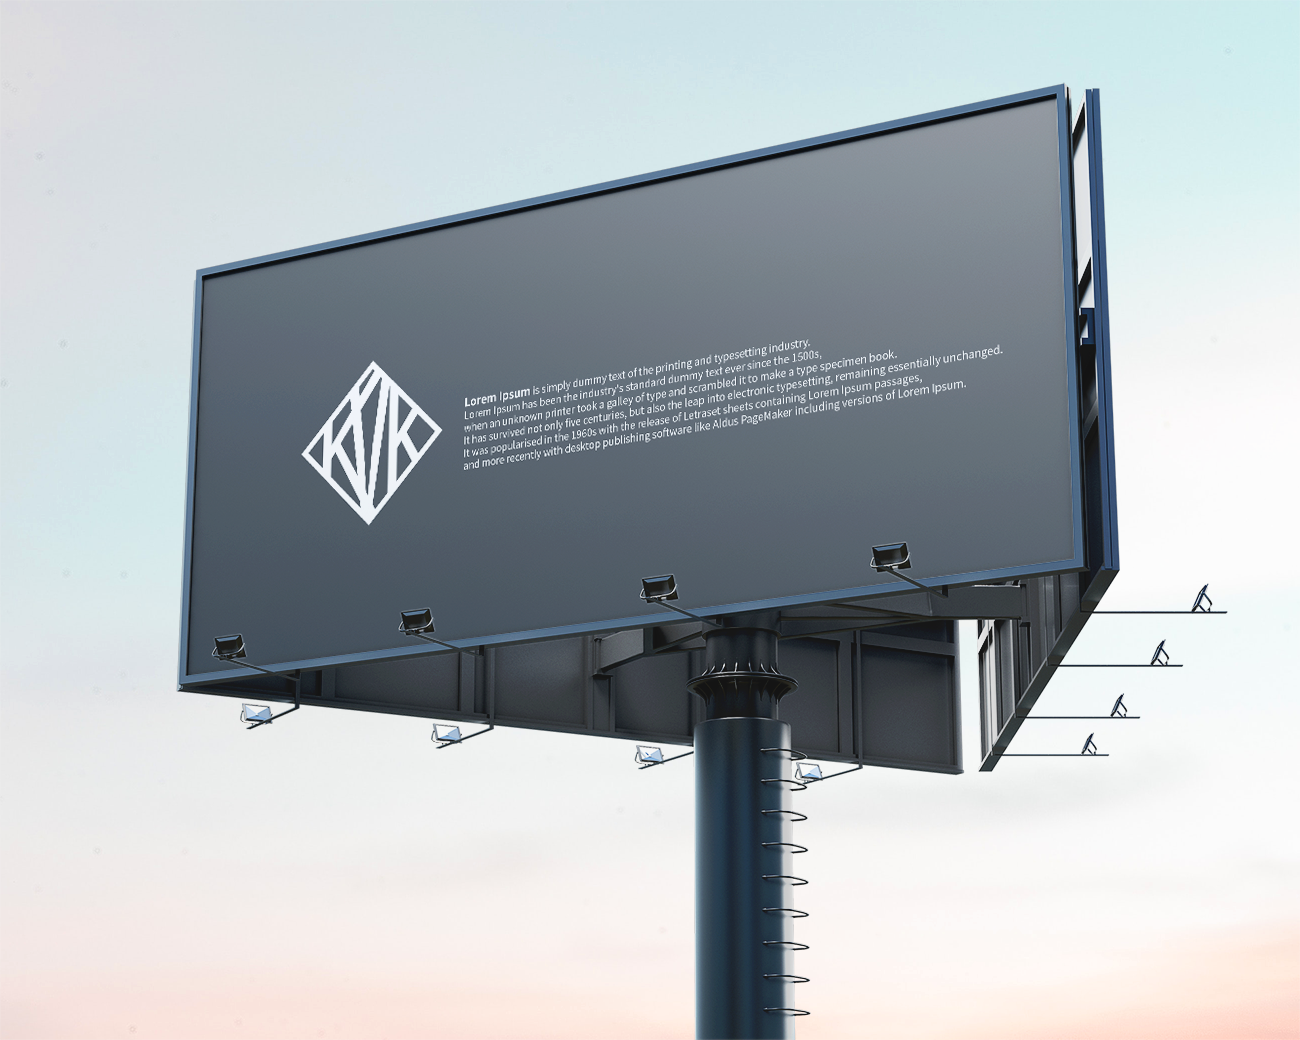 KVK
Lorem Ipsum is simply dummy text of the printing and typesetting industry.
Lorem Ipsum has been the industry's standard dummy text ever since the 1500s,
when an unknown printer took a galley of type and scrambled it to make a type specimen book.
It has survived not only five centuries, but also the leap into electronic typesetting, remaining essentially unchanged.
It was popularised in the 1960s with the release of Letraset sheets containing Lorem Ipsum passages,
and more recently with desktop publishing software like Aldus PageMaker including versions of Lorem Ipsum.